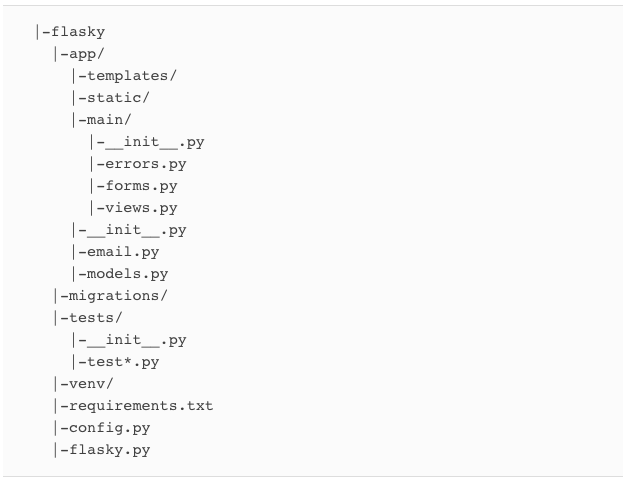 |-flasky
  |-app/
    |-templates/
    |-static/
    |-main/
      |-__init__.py
      |-errors.py
      |-forms.py
      |-views.py
    |-__init__.py
    |-email.py
    |-models.py
  |-migrations/
  |-tests/
    |-__init__.py
    |-test*.py
  |-venv/
  |-requirements.txt
  |-config.py
  |-flasky.py